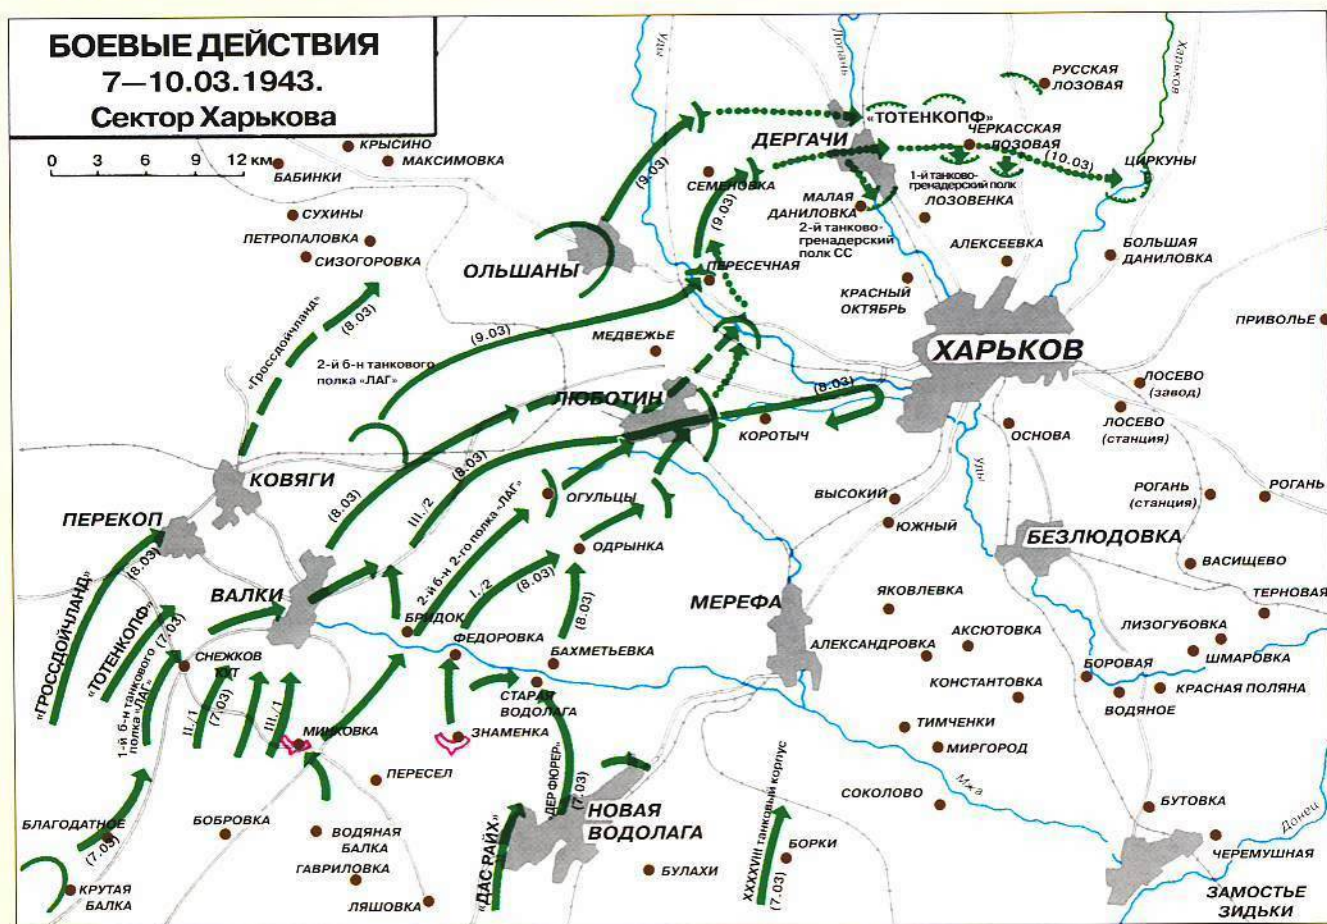 БОЕВЫЕ ДЕЙСТВИЯ
7—10.03.1943.
Сектор Харькова
0 3 6 9 12 км
КРЫСИНО
МАКСИМОВКА
БАБИНКИ
СУХИНЫ
ПЕТРОПАЛОВКА
СИЗОГОРОВКА
Уды
Лопань
Харьков
РУССКАЯ
ЛОЗОВАЯ
«ТОТЕНКОПФ»
ДЕРГАЧИ
ЧЕРКАССКАЯ
ЛОЗОВАЯ
(10.03)
ЦИРКУНЫ
(9.03)
СЕМЕНОВКА
(9.03)
1-й танково-
гренадерский полк
МАЛАЯ
ДАНИЛОВКА
ЛОЗОВЕНКА
2-й танково-
гренадерский
полк СС
АЛЕКСЕЕВКА
БОЛЬШАЯ
ДАНИЛОВКА
ОЛЬШАНЫ
ПЕРЕСЕЧНАЯ
КРАСНЫЙ
ОКТЯБРЬ
ПРИВОЛЬЕ
«Гроссдойчланд»
(8.03)
(9.03)
2-й б-н танкового
полка «ЛАГ»
МЕДВЕЖЬЕ
ХАРЬКОВ
ЛЮБОТИН
(8.03)
КОРОТЫЧ
ЛОСЕВО
(завод)
ЛОСЕВО
(станция)
ОСНОВА
Уды
КОВЯГИ
(8.03)
III./2
(8.03)
ОГУЛЬЦЫ
ВЫСОКИЙ
ЮЖНЫЙ
РОГАНЬ
(станция)
РОГАНЬ
ПЕРЕКОП
(8.03)
2-й б-н 2-го полка «ЛАГ»
ОДРЫНКА
БЕЗЛЮДОВКА
ВАСИЩЕВО
ВАЛКИ
I./2
(8.03)
(8.03)
МЕРЕФА
ЯКОВЛЕВКА
ТЕРНОВАЯ
«ГРОССДОЙЧЛАНД»
«ТОТЕНКОПФ»
(7.03)
БРИДОК
ФЕДОРОВКА
БАХМЕТЬЕВКА
АЛЕКСАНДРОВКА
АКСЮТОВКА
ЛИЗОГУБОВКА
ШМАРОВКА
СНЕЖКОВ
КУТ
1-й б-н танкового
полка «ЛАГ»
II./1
(7.03)
III./1
СТАРАЯ
ВОДОЛАГА
КОНСТАНТОВКА
БОРОВАЯ
КРАСНАЯ ПОЛЯНА
ВОДЯНОЕ
МИНКОВКА
ЗНАМЕНКА
ТИМЧЕНКИ
МИРГОРОД
ПЕРЕСЕЛ
«ДЕР ФЮРЕР»
(7.03)
Мжа
БЛАГОДАТНОЕ
(7.03)
БОБРОВКА
ВОДЯНАЯ
БАЛКА
НОВАЯ
ВОДОЛАГА
СОКОЛОВО
БУТОВКА
Донец
«ДАС РАЙХ»
XXXXVIII танковый корпус
(7.03)
БОРКИ
ЧЕРЕМУШНАЯ
ГАВРИЛОВКА
БУЛАХИ
КРУТАЯ
БАЛКА
ЛЯШОВКА
ЗАМОСТЬЕ
ЗИДЬКИ